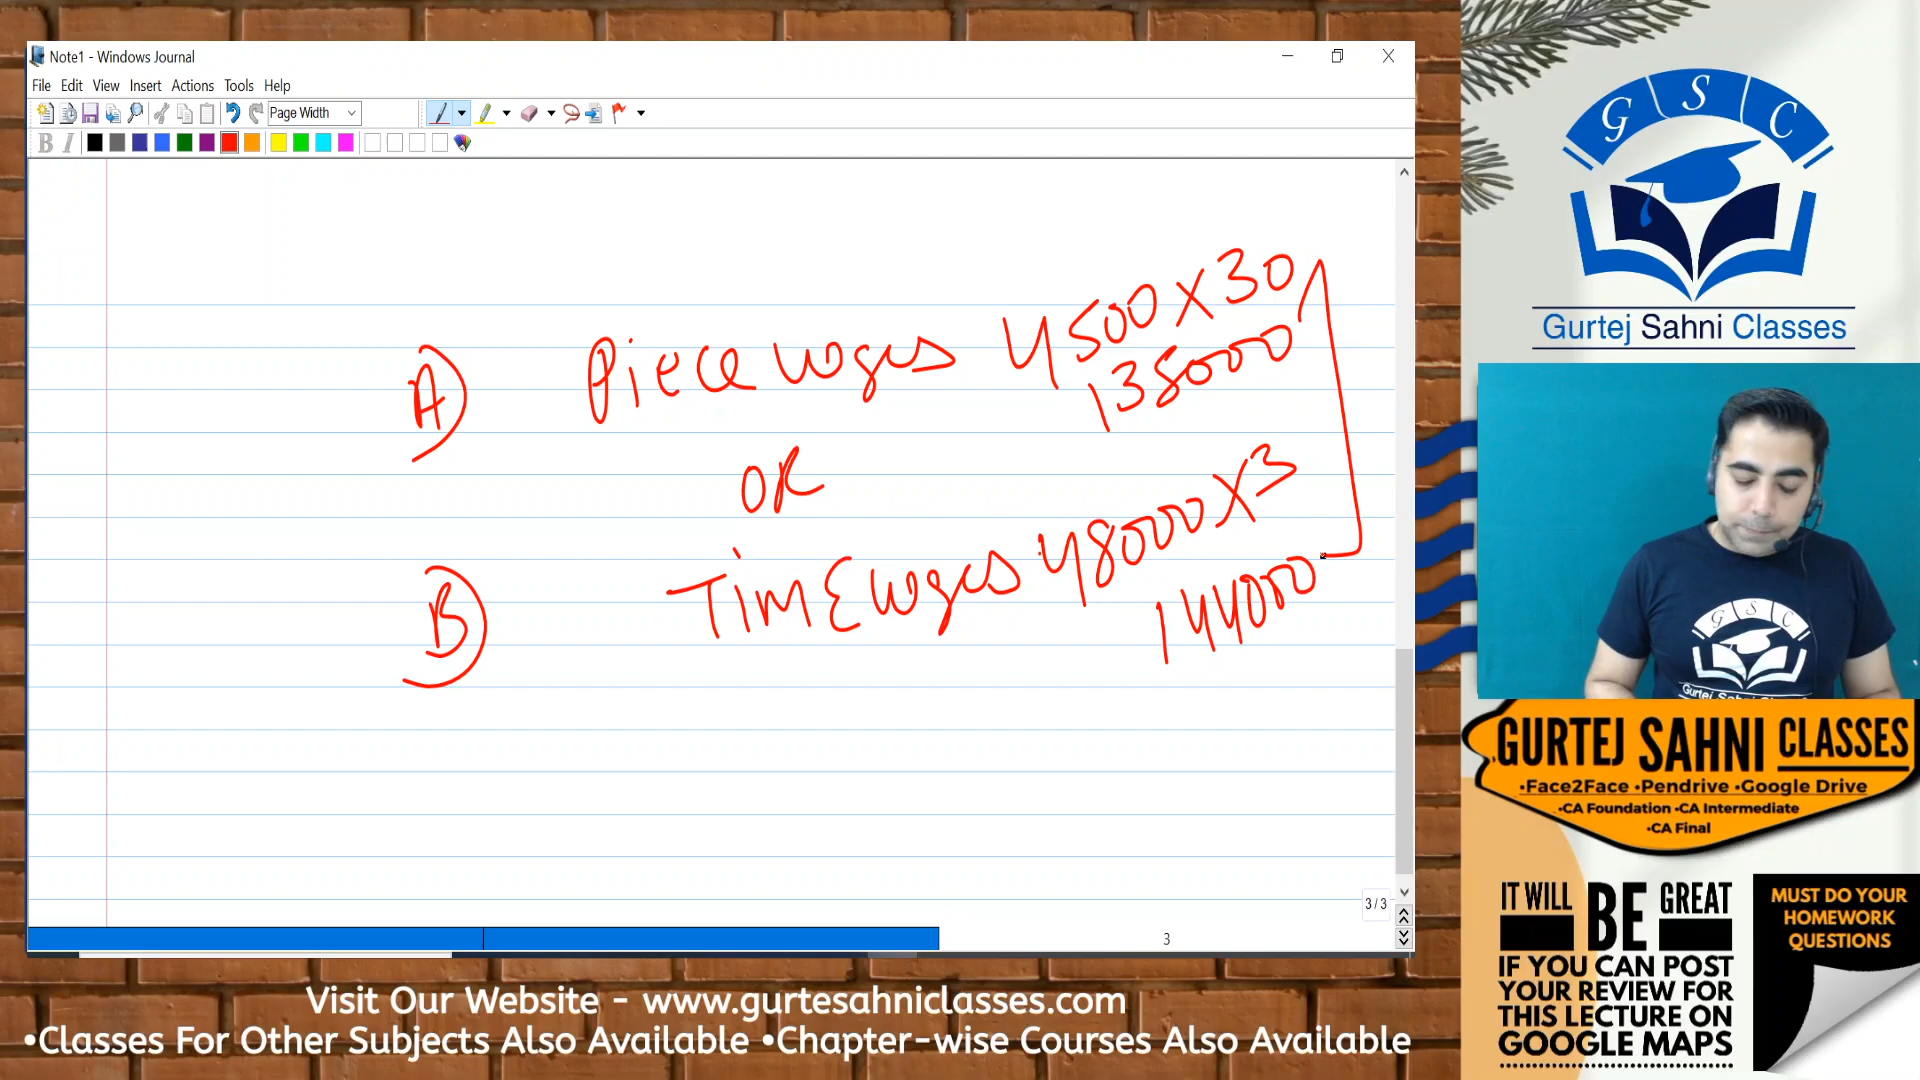 Note1 - Windows Journal
File Edit View Insert Actions Tools Help
Page Width
B I
A) Piece wages 4500 X 30
135000
OR
B) Time wages 48000 X 3
144000
3 / 3
3
G S C
Gurtej Sahni Classes
G S C
GURTEJ SAHNI CLASSES
•Face2Face •Pendrive •Google Drive
•CA Foundation •CA Intermediate
•CA Final
IT WILL BE GREAT
IF YOU CAN POST
YOUR REVIEW FOR
THIS LECTURE ON
GOOGLE MAPS
MUST DO YOUR
HOMEWORK
QUESTIONS
Visit Our Website - www.gurtesahniclasses.com
•Classes For Other Subjects Also Available •Chapter-wise Courses Also Available